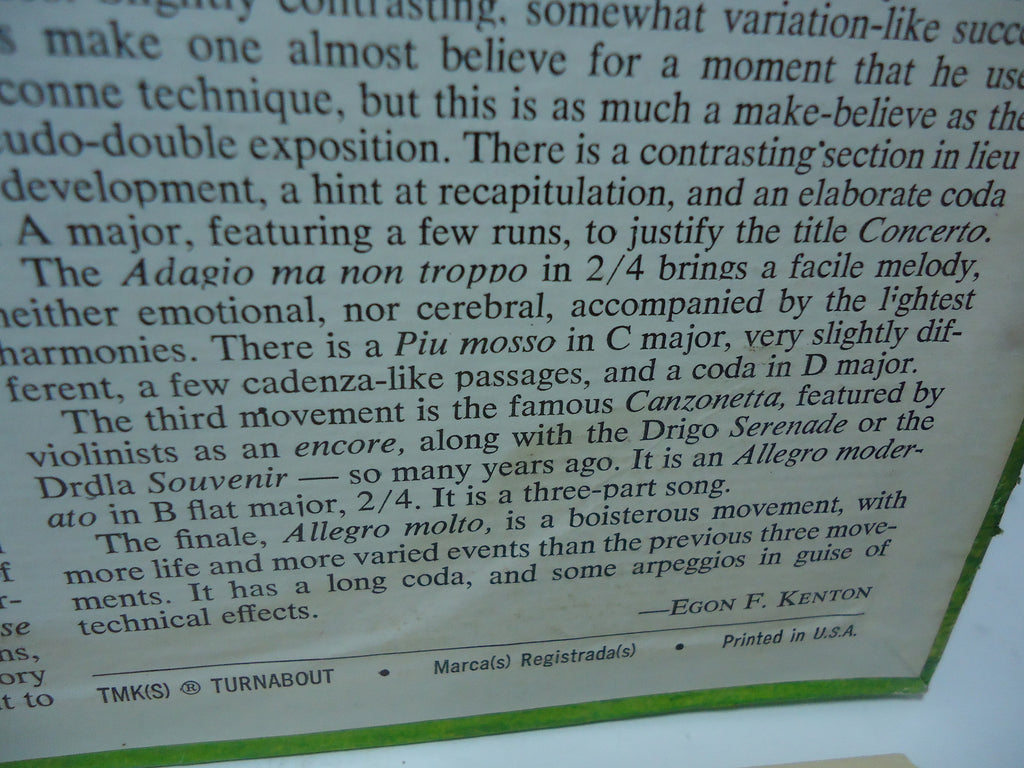 Slightly contrasting, somewhat variation-like
make one almost believe for a moment that he
technique, but this is as much a make-believe as the
udo-double exposition. There is a contrasting section in lieu
development, a hint at recapitulation, and an elaborate coda
A major, featuring a few runs, to justify the title Concerto.
The Adagio ma non troppo in 2/4 brings a facile melody,
neither emotional, nor cerebral, accompanied by the lightest
harmonies. There is a Piu mosso in C major, very slightly dif-
ferent, a few cadenza-like passages, and a coda in D major.
The third movement is the famous Canzonetta, featured by
violinists as an encore, along with the Drigo Serenade or the
Drdla Souvenir — so many years ago. It is an Allegro moder-
ato in B flat major, 2/4. It is a three-part song.
The finale, Allegro molto, is a boisterous movement, with
more life and more varied events than the previous three move-
ments. It has a long coda, and some arpeggios in guise of
technical effects.
—EGON F. KENTON
f
r-
se
ns,
ory
t to
TMK(S) ® TURNABOUT • Marca(s) Registrada(s) • Printed in U.S.A.